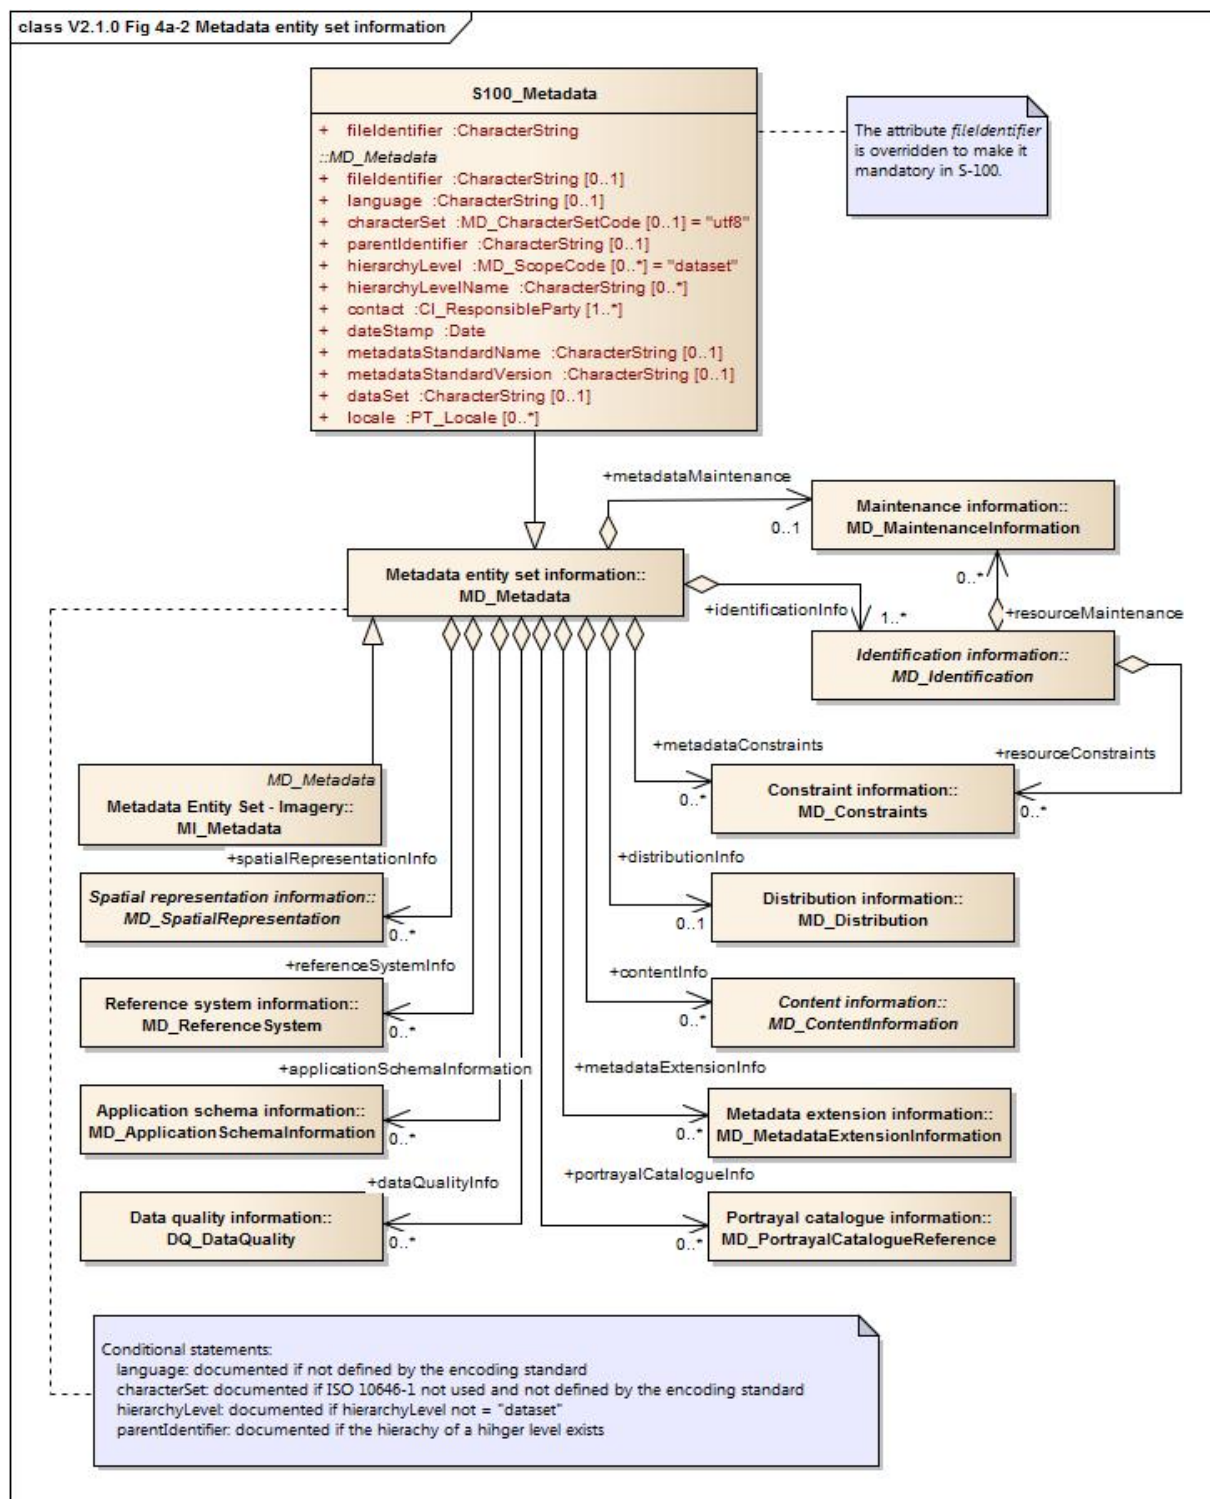 class V2.1.0 Fig 4a-2 Metadata entity set information
S100_Metadata
+ fileIdentifier :CharacterString
::MD_Metadata
+ fileIdentifier :CharacterString [0..1]
+ language :CharacterString [0..1]
+ characterSet :MD_CharacterSetCode [0..1] = "utf8"
+ parentIdentifier :CharacterString [0..1]
+ hierarchyLevel :MD_ScopeCode [0..*] = "dataset"
+ hierarchyLevelName :CharacterString [0..*]
+ contact :CI_ResponsibleParty [1..*]
+ dateStamp :Date
+ metadataStandardName :CharacterString [0..1]
+ metadataStandardVersion :CharacterString [0..1]
+ dataSet :CharacterString [0..1]
+ locale :PT_Locale [0..*]
The attribute fileIdentifier
is overridden to make it
mandatory in S-100.
+metadataMaintenance
0..1
Maintenance information::
MD_MaintenanceInformation
Metadata entity set information::
MD_Metadata
+identificationInfo
1..*
0..*
+resourceMaintenance
Identification information::
MD_Identification
+metadataConstraints
0..*
+resourceConstraints
0..*
Constraint information::
MD_Constraints
MD_Metadata
Metadata Entity Set - Imagery::
MI_Metadata
+spatialRepresentationInfo
Spatial representation information::
MD_SpatialRepresentation
0..*
+distributionInfo
0..1
Distribution information::
MD_Distribution
+referenceSystemInfo
Reference system information::
MD_ReferenceSystem
0..*
+contentInfo
0..*
Content information::
MD_ContentInformation
+applicationSchemaInformation
Application schema information::
MD_ApplicationSchemaInformation
0..*
+metadataExtensionInfo
0..*
Metadata extension information::
MD_MetadataExtensionInformation
+dataQualityInfo
Data quality information::
DQ_DataQuality
0..*
+portrayalCatalogueInfo
0..*
Portrayal catalogue information::
MD_PortrayalCatalogueReference
Conditional statements:
language: documented if not defined by the encoding standard
characterSet: documented if ISO 10646-1 not used and not defined by the encoding standard
hierarchyLevel: documented if hierarchyLevel not = "dataset"
parentIdentifier: documented if the hierachy of a hihger level exists